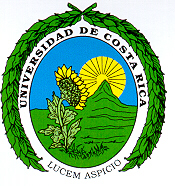 UNIVERSIDAD DE COSTA RICA
LUCEM ASPICIO